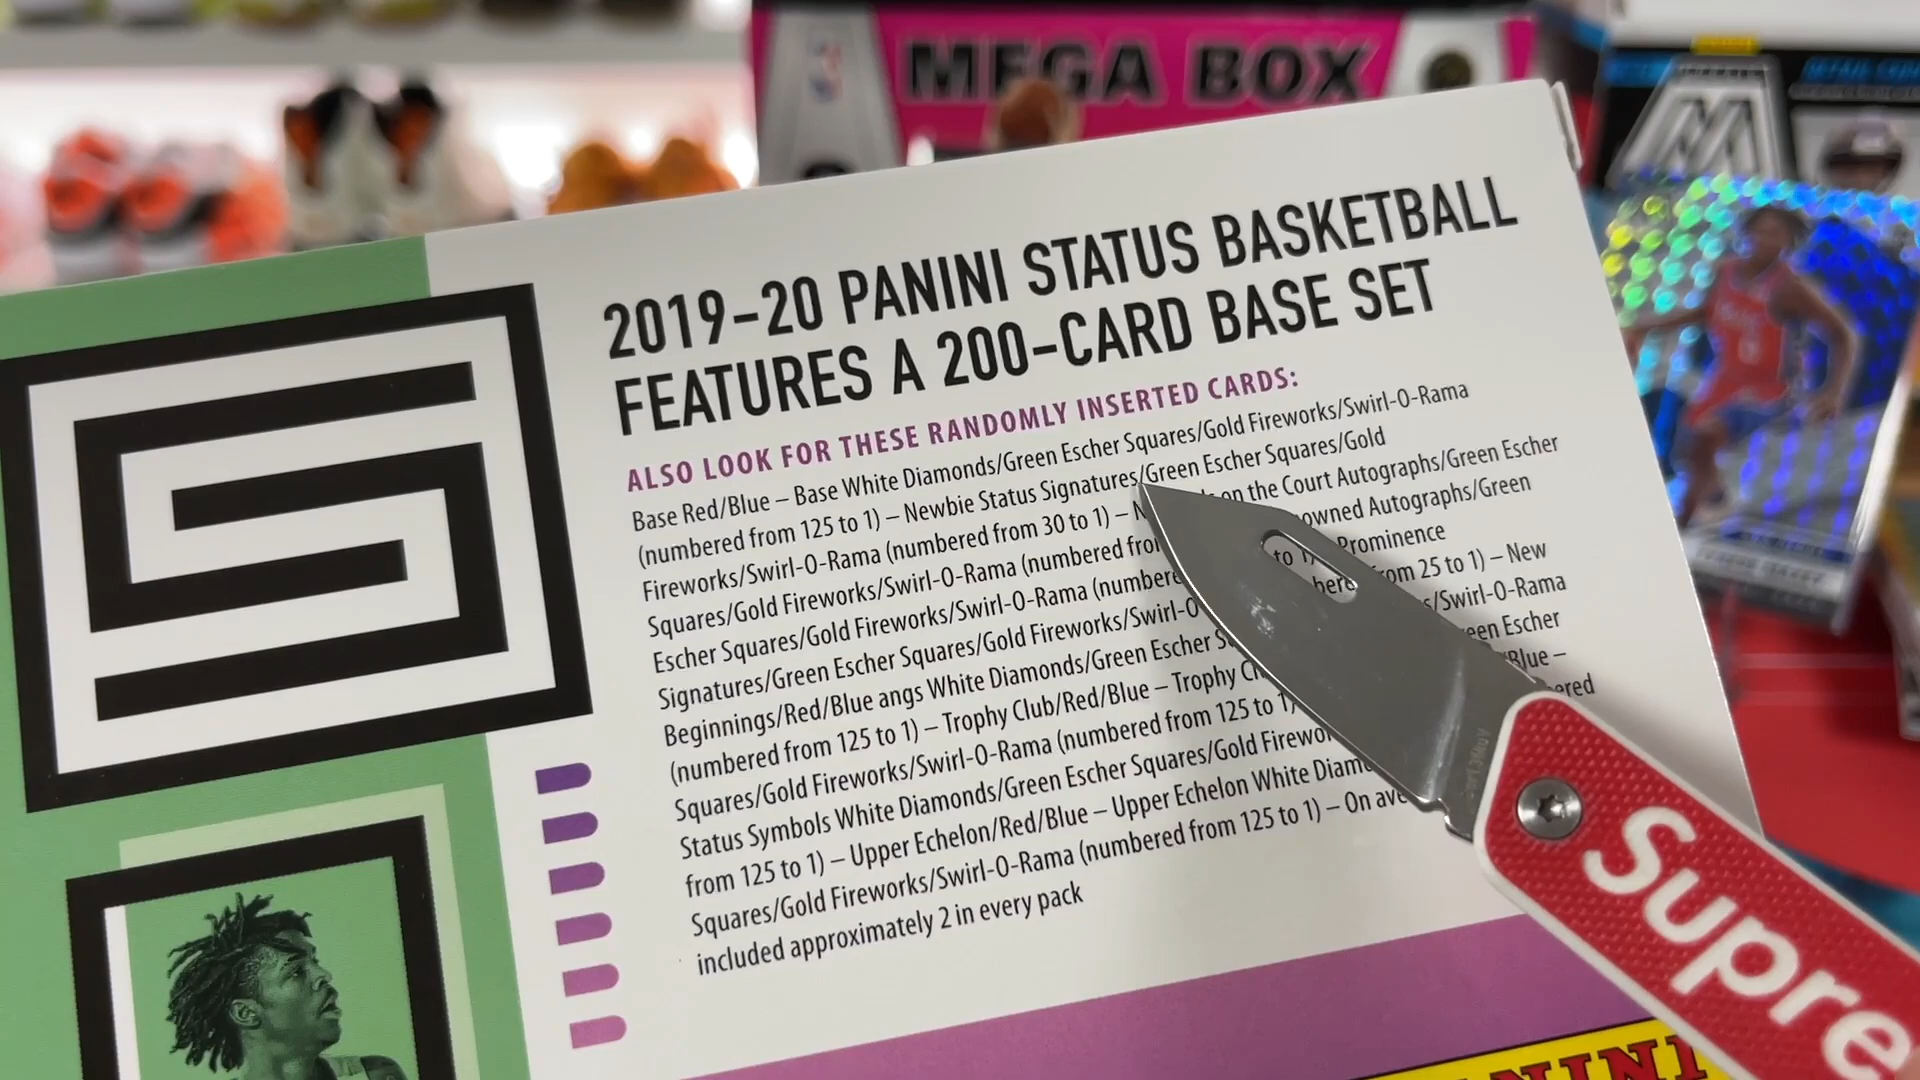 MEGA BOX
2019-20 PANINI STATUS BASKETBALL
FEATURES A 200-CARD BASE SET
ALSO LOOK FOR THESE RANDOMLY INSERTED CARDS:
Base Red/Blue – Base White Diamonds/Green Escher Squares/Gold Fireworks/Swirl-O-Rama
(numbered from 125 to 1) – Newbie Status Signatures/Green Escher Squares/Gold
Fireworks/Swirl-O-Rama (numbered from 30 to 1) – on the Court Autographs/Green Escher
Squares/Gold Fireworks/Swirl-O-Rama (numbered Autographs/Green
Escher Squares/Gold Fireworks/Swirl-O-Rama to 1) Prominence
Signatures/Green Escher Squares/Gold Fireworks/Swirl-O from 25 to 1) – New
Beginnings/Red/Blue angs White Diamonds/Green Escher /Swirl-O-Rama
(numbered from 125 to 1) – Trophy Club/Red/Blue – Trophy Escher
Squares/Gold Fireworks/Swirl-O-Rama (numbered from 125 to 1) /Blue –
Status Symbols White Diamonds/Green Escher Squares/Gold
from 125 to 1) – Upper Echelon/Red/Blue – Upper Echelon White
Squares/Gold Fireworks/Swirl-O-Rama (numbered from 125 to 1) – On
included approximately 2 in every pack
Supre